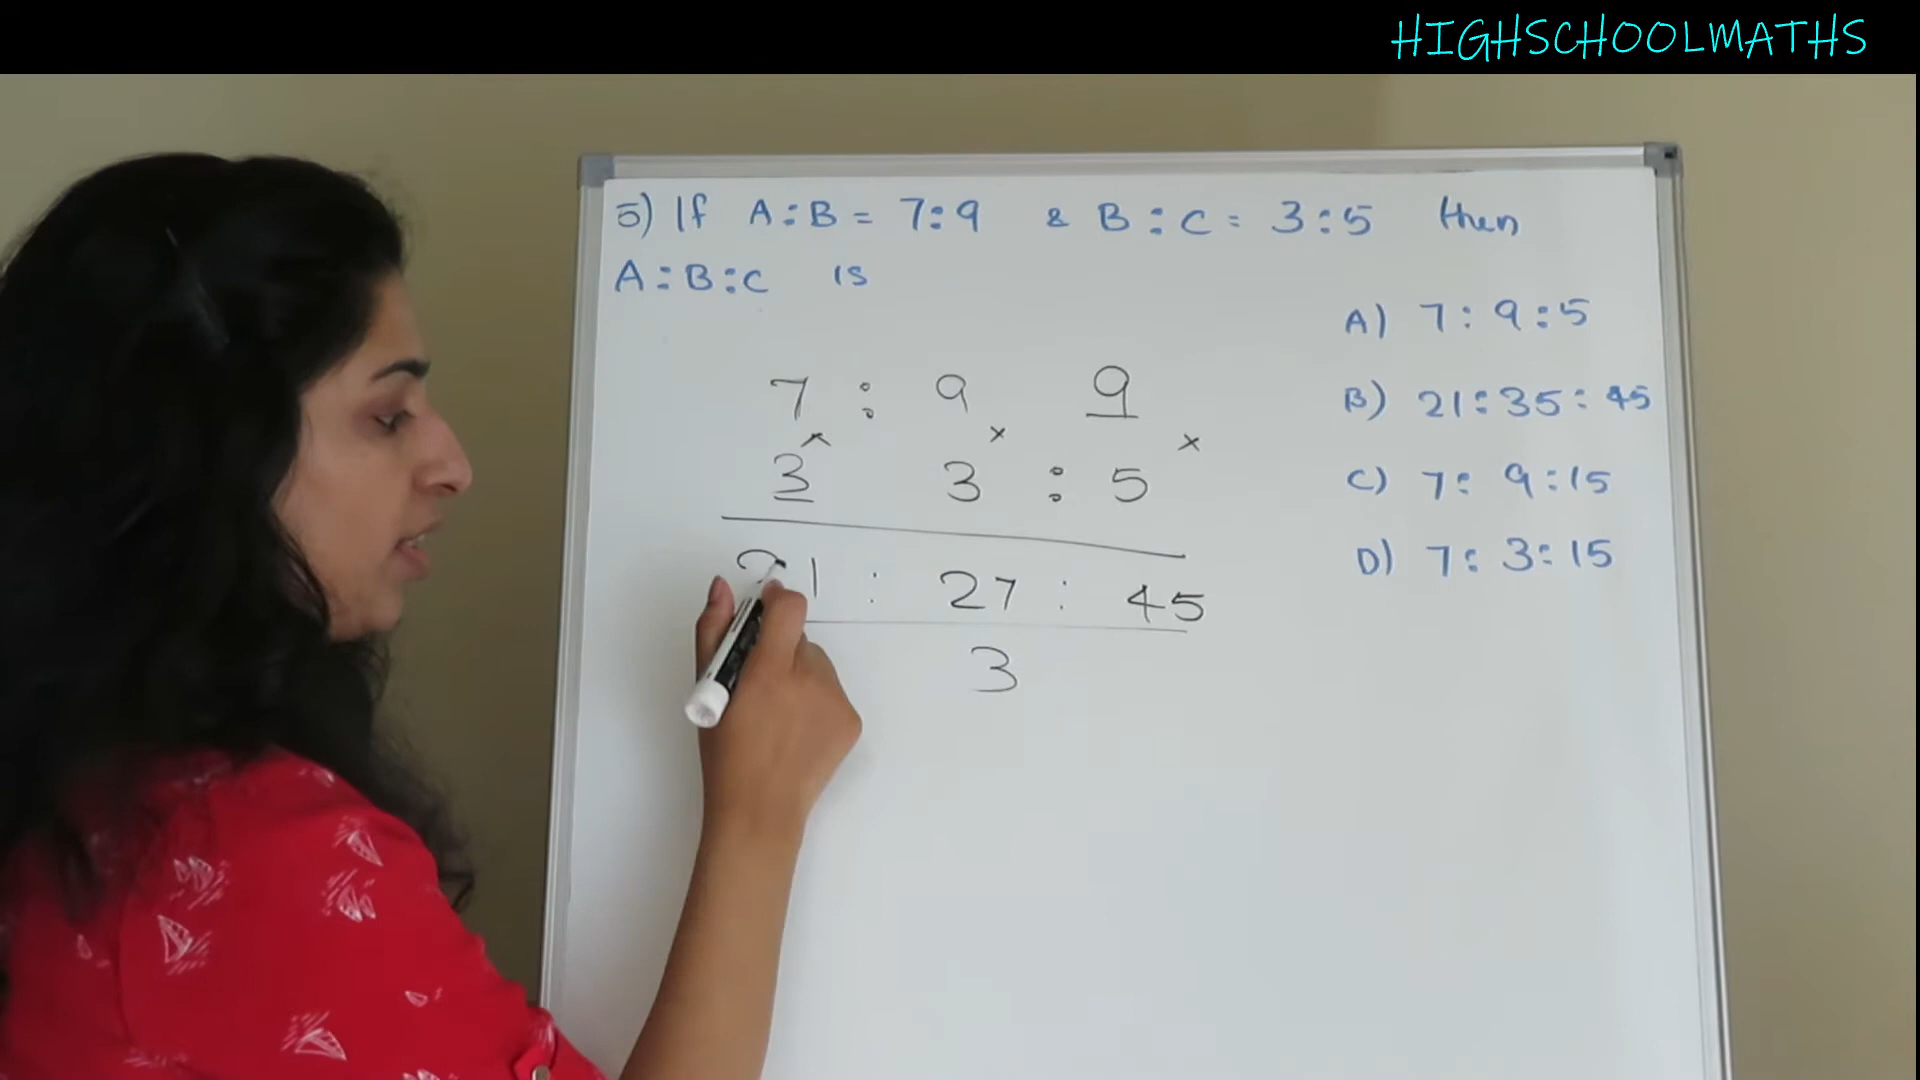 HIGHSCHOOLMATHS
5) If A:B = 7:9 & B:C = 3:5 then
A:B:C is
A) 7:9:5
B) 21:35:45
C) 7:9:15
D) 7:3:15
7 : 9 9
× × ×
3 3 : 5
21 : 27 : 45
3